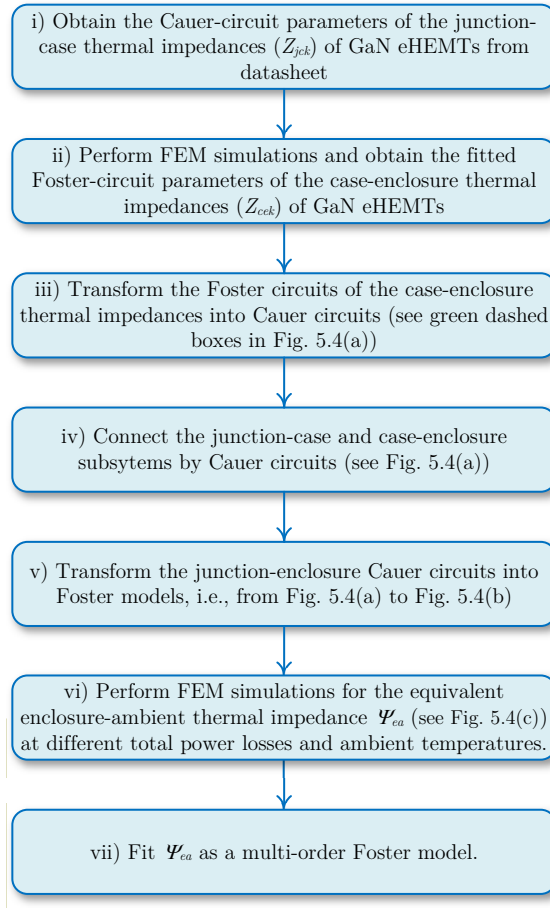 i) Obtain the Cauer-circuit parameters of the junction-
case thermal impedances (Zjck) of GaN eHEMTs from
datasheet
ii) Perform FEM simulations and obtain the fitted
Foster-circuit parameters of the case-enclosure thermal
impedances (Zcek) of GaN eHEMTs
iii) Transform the Foster circuits of the case-enclosure
thermal impedances into Cauer circuits (see green dashed
boxes in Fig. 5.4(a))
iv) Connect the junction-case and case-enclosure
subsytems by Cauer circuits (see Fig. 5.4(a))
v) Transform the junction-enclosure Cauer circuits into
Foster models, i.e., from Fig. 5.4(a) to Fig. 5.4(b)
vi) Perform FEM simulations for the equivalent
enclosure-ambient thermal impedance Ψea (see Fig. 5.4(c))
at different total power losses and ambient temperatures.
vii) Fit Ψea as a multi-order Foster model.